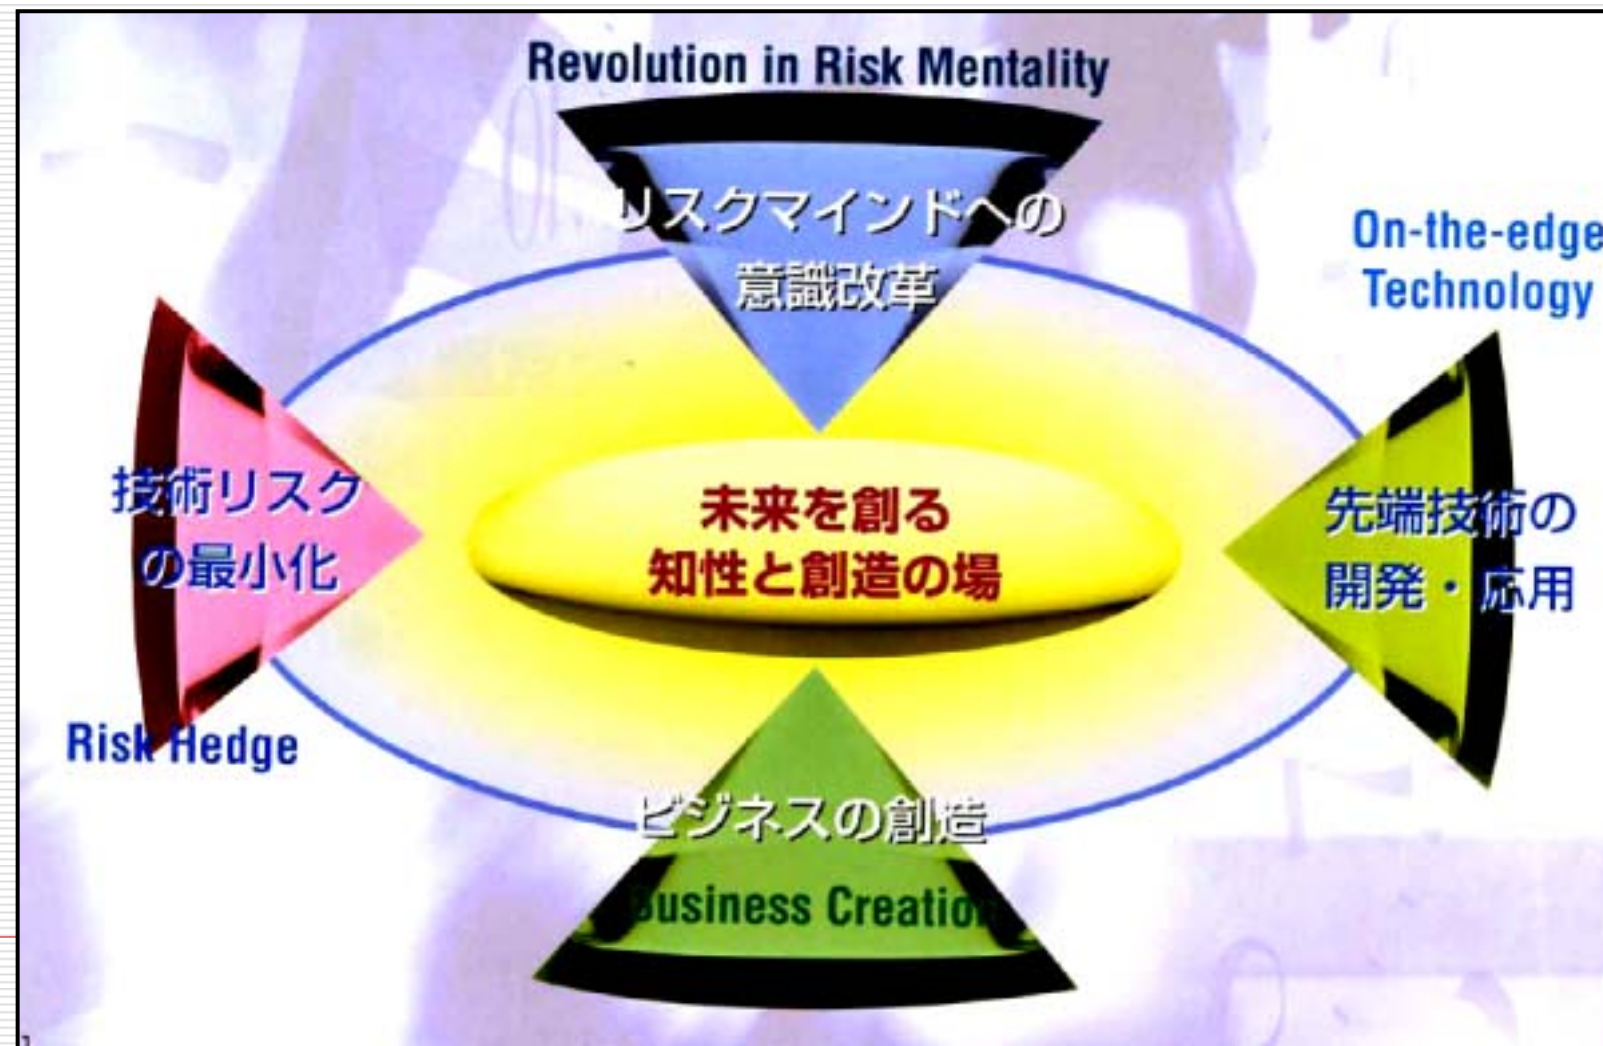 Revolution in Risk Mentality
リスクマインドへの
意識改革
On-the-edge
Technology
技術リスク
の最小化
未来を創る
知性と創造の場
先端技術の
開発・応用
Risk Hedge
ビジネスの創造
Business Creation